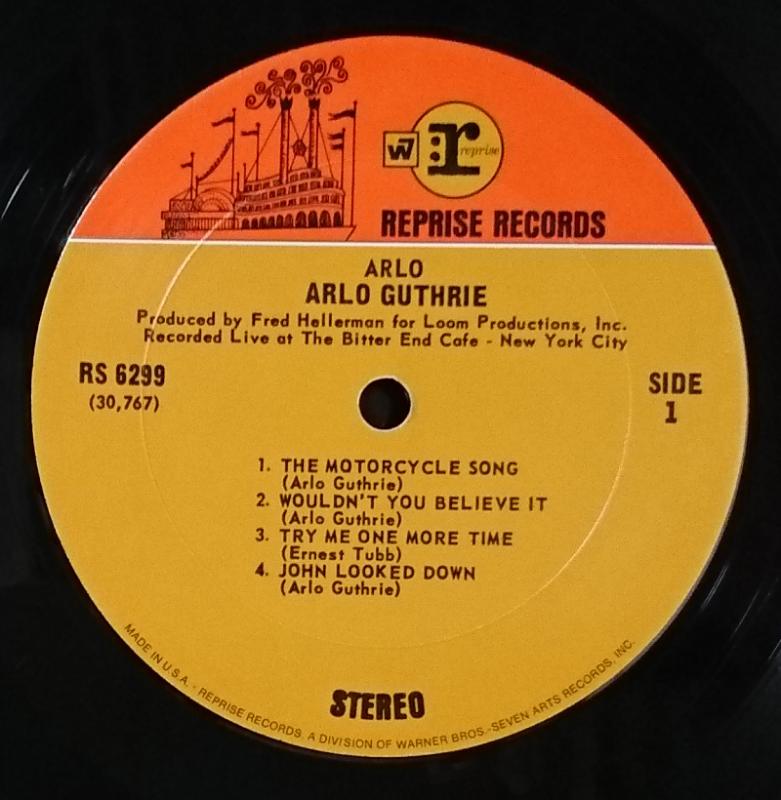 W7
:r reprise
REPRISE RECORDS
ARLO
ARLO GUTHRIE
Produced by Fred Hellerman for Loom Productions, Inc.
Recorded Live at The Bitter End Cafe - New York City
RS 6299
(30,767)
SIDE
1
1. THE MOTORCYCLE SONG
(Arlo Guthrie)
2. WOULDN'T YOU BELIEVE IT
(Arlo Guthrie)
3. TRY ME ONE MORE TIME
(Ernest Tubb)
4. JOHN LOOKED DOWN
(Arlo Guthrie)
STEREO
MADE IN U.S.A. - REPRISE RECORDS, A DIVISION OF WARNER BROS.-SEVEN ARTS RECORDS, INC.